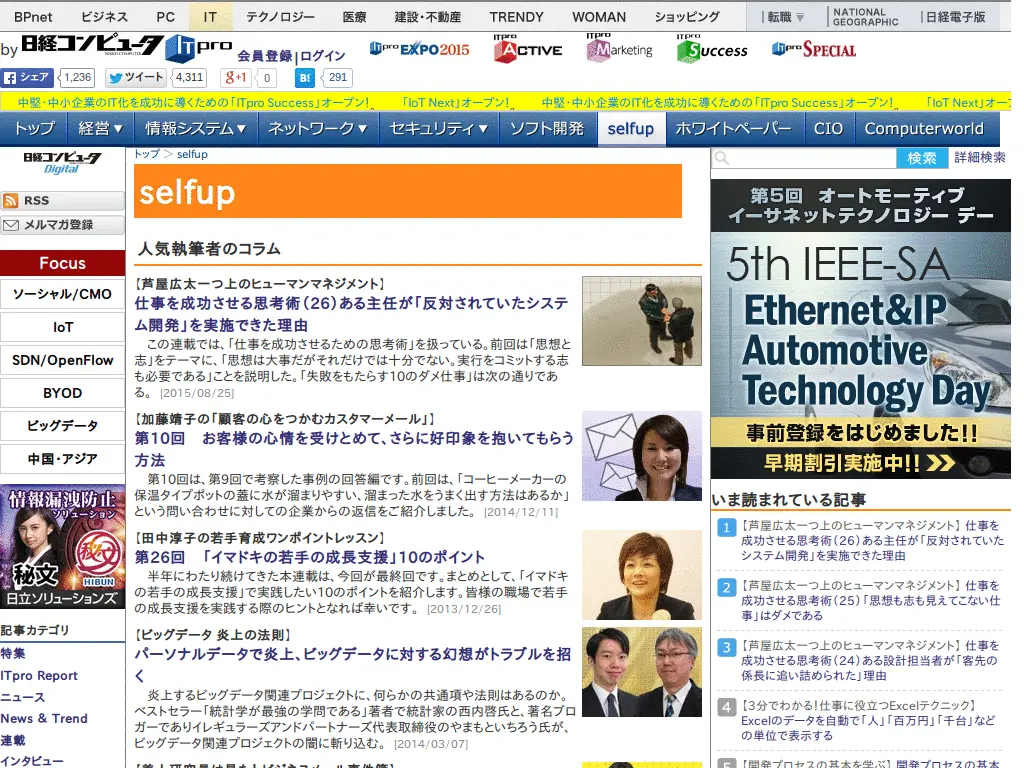 BPnet ビジネス PC IT テクノロジー 医療 建設・不動産 TRENDY WOMAN ショッピング |転職▼ NATIONAL GEOGRAPHIC |日経電子版
by 日経コンピュータ ITpro 会員登録|ログイン ITpro EXPO 2015 ITpro ACTIVE ITpro Marketing ITpro Success ITpro SPECIAL
シェア 1,236 ツイート 4,311 g+1 0 B! 291
中堅・中小企業のIT化を成功に導くための「ITpro Success」オープン!。 「IoT Next」オープン!。 中堅・中小企業のIT化を成功に導くための「ITpro Success」オープン!。 「IoT Next」オー
トップ 経営▼ 情報システム▼ ネットワーク▼ セキュリティ▼ ソフト開発 selfup ホワイトペーパー CIO Computerworld
日経コンピュータ
Digital
RSS
メルマガ登録
Focus
ソーシャル/CMO
IoT
SDN/OpenFlow
BYOD
ビッグデータ
中国・アジア
情報漏洩防止
ソリューション
秘文
秘文
HIBUN
日立ソリューションズ
記事カテゴリ
特集
ITpro Report
ニュース
News & Trend
連載
インタビュー
トップ > selfup
selfup
人気執筆者のコラム
【芦屋広太一つ上のヒューマンマネジメント】
仕事を成功させる思考術(26)ある主任が「反対されていたシステ
ム開発」を実施できた理由
この連載では、「仕事を成功させるための思考術」を扱っている。前回は「思想と
志」をテーマに、「思想は大事だがそれだけでは十分でない。実行をコミットする志
も必要である」ことを説明した。「失敗をもたらす10のダメ仕事」は次の通りであ
る。 [2015/08/25]
【加藤靖子の「顧客の心をつかむカスタマーメール」】
第10回 お客様の心情を受けとめて、さらに好印象を抱いてもらう
方法
第10回は、第9回で考察した事例の回答編です。前回は、「コーヒーメーカーの
保温タイプポットの蓋に水が溜まりやすい、溜まった水をうまく出す方法はあるか」
という問い合わせに対しての企業からの返信をご紹介しました。 [2014/12/11]
【田中淳子の若手育成ワンポイントレッスン】
第26回 「イマドキの若手の成長支援」10のポイント
半年にわたり続けてきた本連載は、今回が最終回です。まとめとして、「イマドキ
の若手の成長支援」で実践したい10のポイントを紹介します。皆様の職場で若手
の成長支援を実践する際のヒントとなれば幸いです。 [2013/12/26]
【ビッグデータ 炎上の法則】
パーソナルデータで炎上、ビッグデータに対する幻想がトラブルを招
く
炎上するビッグデータ関連プロジェクトに、何らかの共通項や法則はあるのか。
ベストセラー「統計学が最強の学問である」著者で統計家の西内啓氏と、著名ブロ
ガーでありイレギュラーズアンドパートナーズ代表取締役のやまもといちろう氏が、
ビッグデータ関連プロジェクトの闇に斬り込む。 [2014/03/07]
検索 詳細検索
第5回 オートモーティブ
イーサネットテクノロジー デー
5th IEEE-SA
Ethernet&IP
Automotive
Technology Day
事前登録をはじめました!!
早期割引実施中!!
いま読まれている記事
1 【芦屋広太一つ上のヒューマンマネジメント】 仕事を
成功させる思考術(26)ある主任が「反対されていた
システム開発」を実施できた理由
2 【芦屋広太一つ上のヒューマンマネジメント】 仕事を
成功させる思考術(25)「思想も志も見えてこない仕
事」はダメである
3 【芦屋広太一つ上のヒューマンマネジメント】 仕事を
成功させる思考術(24)ある設計担当者が「客先の
係長に追い詰められた」理由
4 【3分でわかる!仕事に役立つExcelテクニック】
Excelのデータを自動で「人」「百万円」「千台」など
の単位で表示する
5 【開発プロセスの基本を学ぶ】 開発プロセスの基本